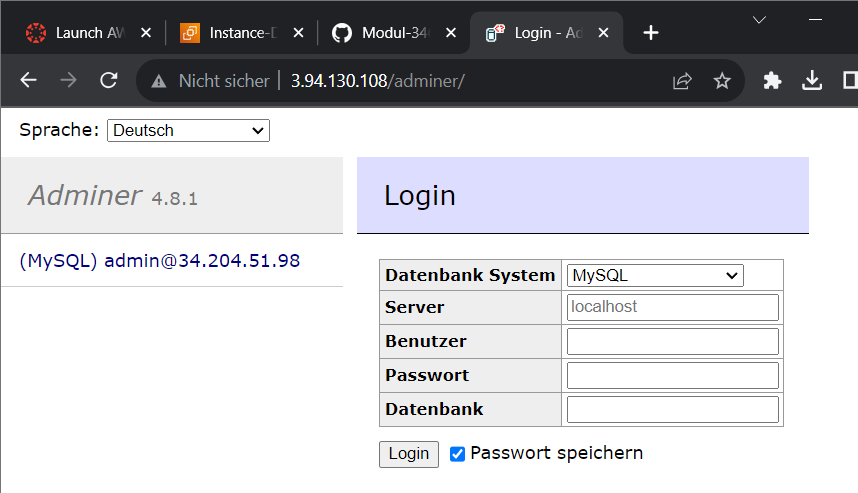 Launch AW
Instance-D
Modul-346
Login - Ad
Nicht sicher
3.94.130.108/adminer/
Sprache: Deutsch
Adminer 4.8.1
(MySQL) admin@34.204.51.98
Login
Datenbank System MySQL
Server localhost
Benutzer
Passwort
Datenbank
Login Passwort speichern